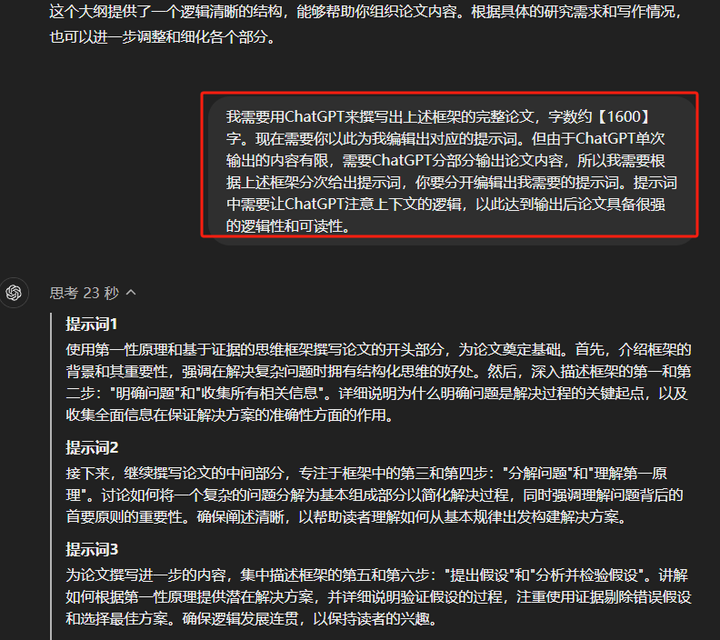 这个大纲提供了一个逻辑清晰的结构，能够帮助你组织论文内容。根据具体的研究需求和写作情况，
也可以进一步调整和细化各个部分。
我需要用ChatGPT来撰写出上述框架的完整论文，字数约【1600】
字。现在需要你以此为我编辑出对应的提示词。但由于ChatGPT单次
输出的内容有限，需要ChatGPT分部分输出论文内容，所以我需要根
据上述框架分次给出提示词，你要分开编辑出我需要的提示词。提示词
中需要让ChatGPT注意上下文的逻辑，以此达到输出后论文具备很强
的逻辑性和可读性。
思考 23 秒
提示词1
使用第一性原理和基于证据的思维框架撰写论文的开头部分，为论文奠定基础。首先，介绍框架的
背景和其重要性，强调在解决复杂问题时拥有结构化思维的好处。然后，深入描述框架的第一和第
二步："明确问题"和"收集所有相关信息"。详细说明为什么明确问题是解决过程的关键起点，以及
收集全面信息在保证解决方案的准确性方面的作用。
提示词2
接下来，继续撰写论文的中间部分，专注于框架中的第三和第四步："分解问题"和"理解第一原
理"。讨论如何将一个复杂的问题分解为基本组成部分以简化解决过程，同时强调理解问题背后的
首要原则的重要性。确保阐述清晰，以帮助读者理解如何从基本规律出发构建解决方案。
提示词3
为论文撰写进一步的内容，集中描述框架的第五和第六步："提出假设"和"分析并检验假设"。讲解
如何根据第一性原理提供潜在解决方案，并详细说明验证假设的过程，注重使用证据剔除错误假设
和选择最佳方案。确保逻辑发展连贯，以保持读者的兴趣。